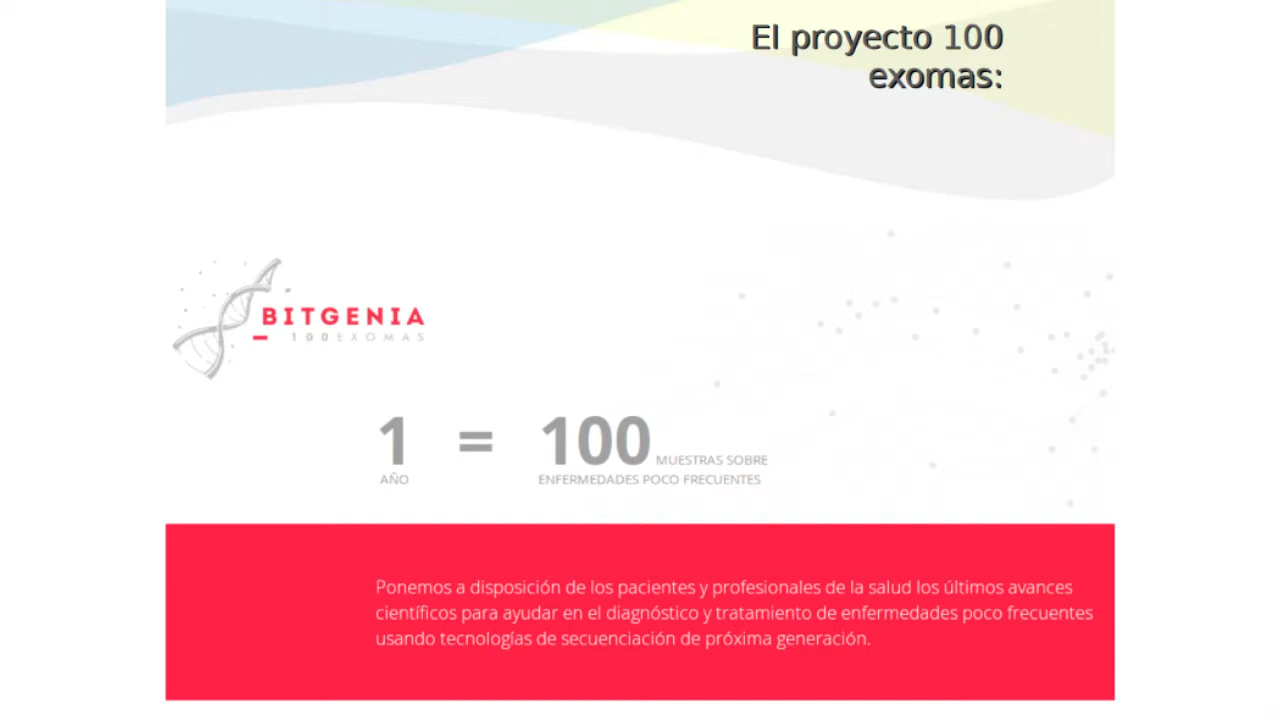 El proyecto 100
exomas:
BITGENIA
100EXOMAS
1 = 100 MUESTRAS SOBRE
AÑO ENFERMEDADES POCO FRECUENTES
Ponemos a disposición de los pacientes y profesionales de la salud los últimos avances
científicos para ayudar en el diagnóstico y tratamiento de enfermedades poco frecuentes
usando tecnologías de secuenciación de próxima generación.